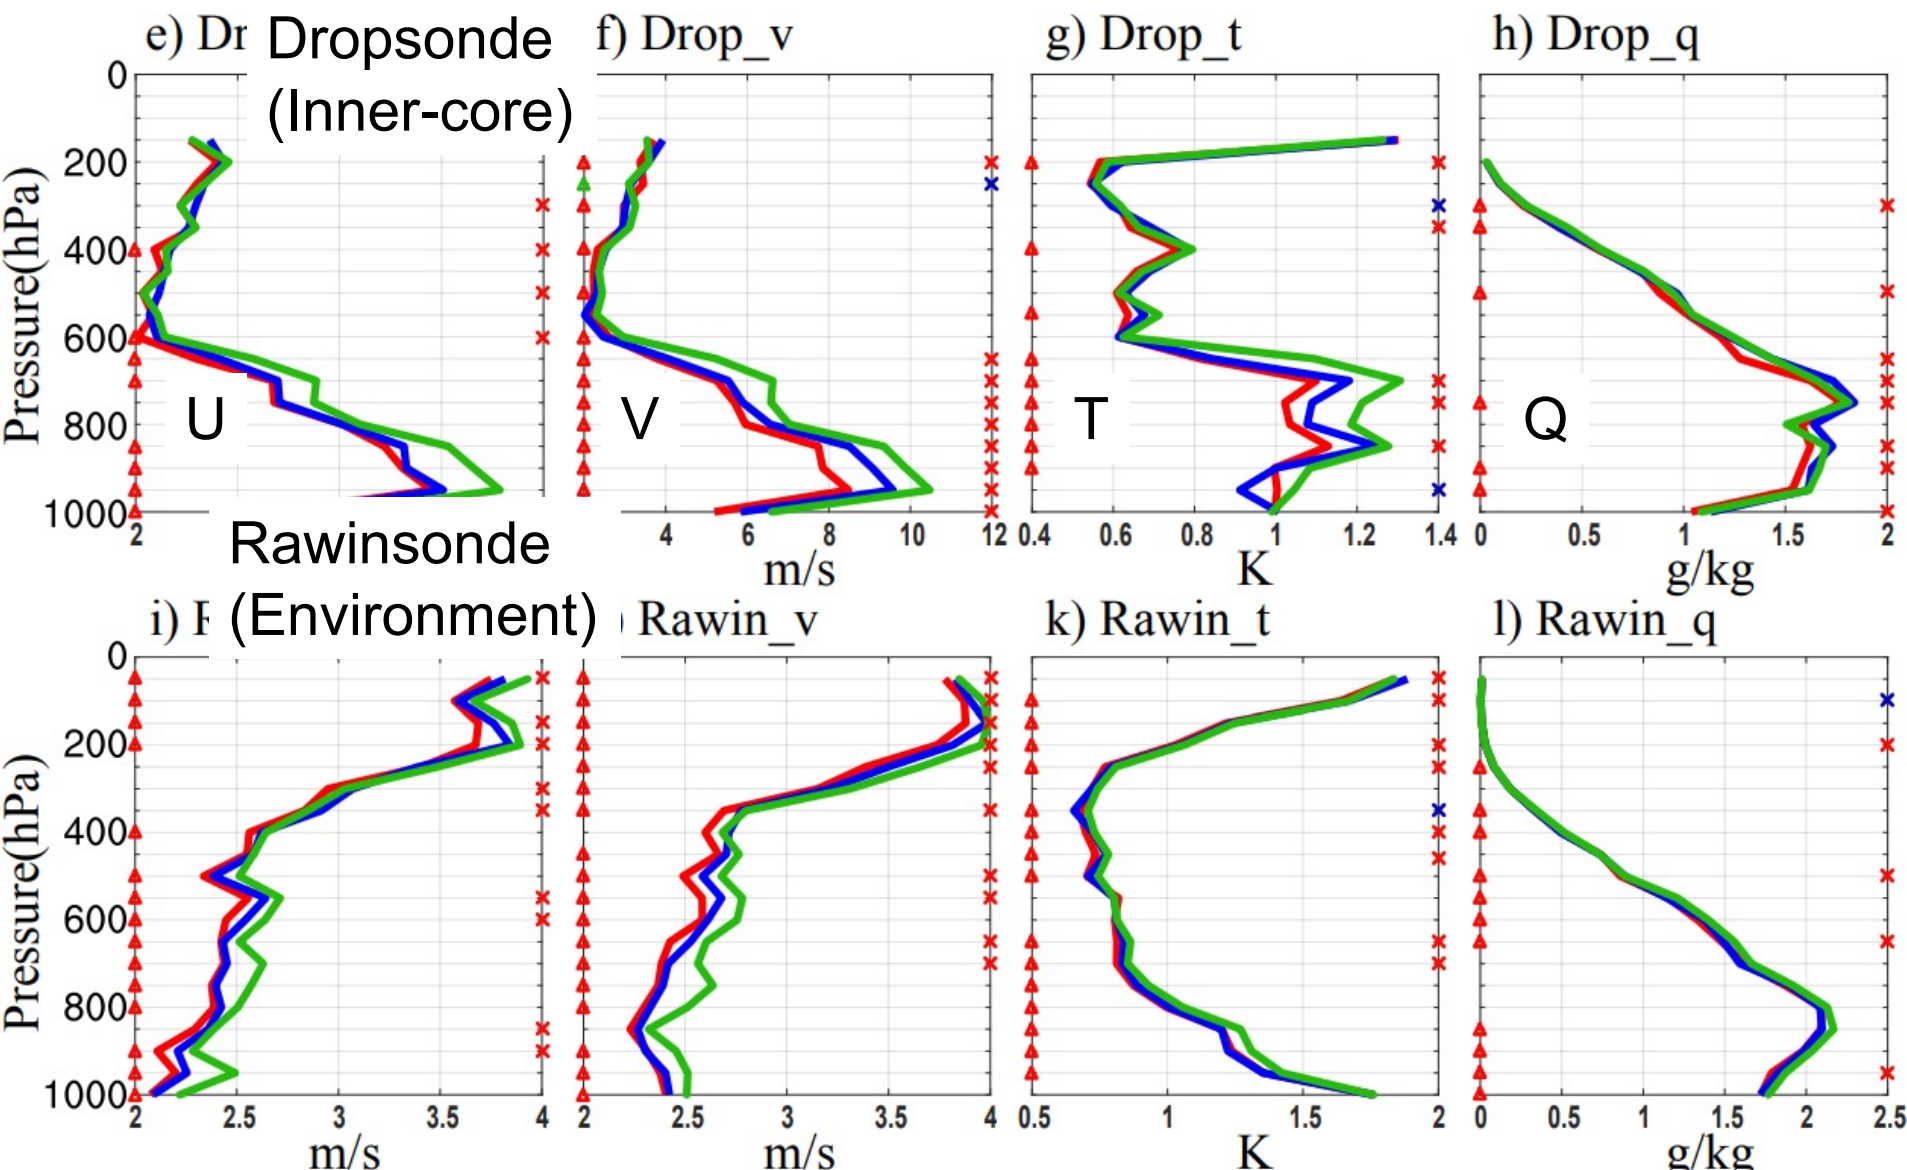 e) Dr
Dropsonde
(Inner-core)
f) Drop_v
g) Drop_t
h) Drop_q
Pressure(hPa)
0
200
400
600
800
1000
U
V
T
Q
2
4 6 8 10 12
0.4 0.6 0.8 1 1.2 1.4
0 0.5 1 1.5 2
m/s
K
g/kg
Rawinsonde
(Environment)
i) R
) Rawin_v
k) Rawin_t
l) Rawin_q
Pressure(hPa)
0
200
400
600
800
1000
2 2.5 3 3.5 4
2 2.5 3 3.5 4
0.5 1 1.5 2
0 0.5 1 1.5 2 2.5
m/s
m/s
K
g/kg